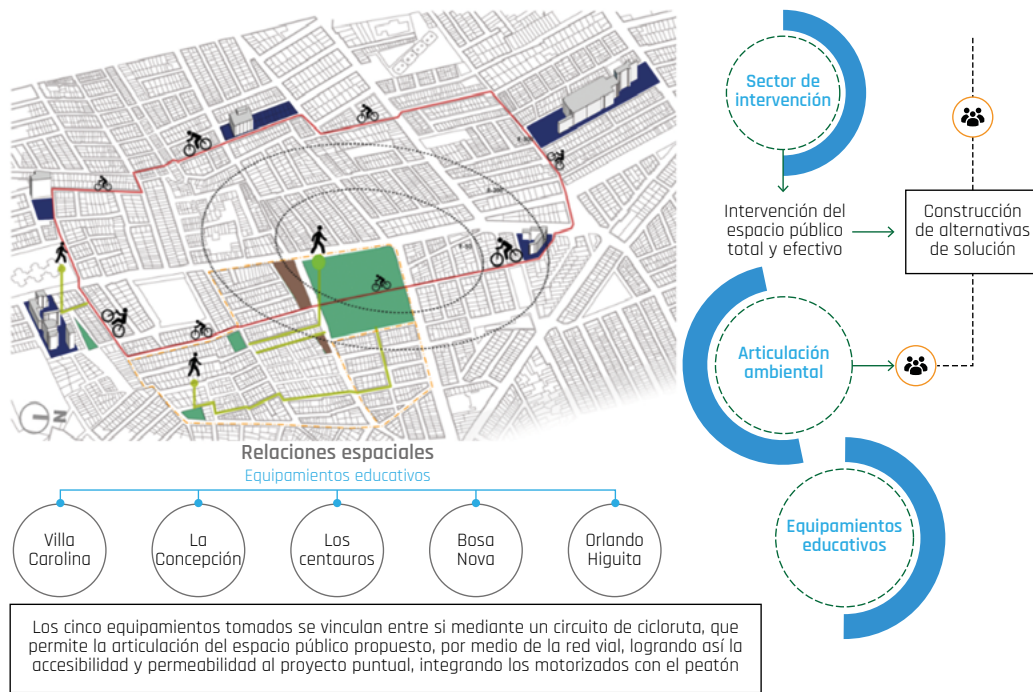 Sector de
intervención
Intervención del
espacio público
total y efectivo
Construcción
de alternativas
de solución
Articulación
ambiental
Equipamientos
educativos
N
Relaciones espaciales
Equipamientos educativos
Villa
Carolina
La
Concepción
Los
centauros
Bosa
Nova
Orlando
Higuita
Los cinco equipamientos tomados se vinculan entre si mediante un circuito de cicloruta, que
permite la articulación del espacio público propuesto, por medio de la red vial, logrando así la
accesibilidad y permeabilidad al proyecto puntual, integrando los motorizados con el peatón